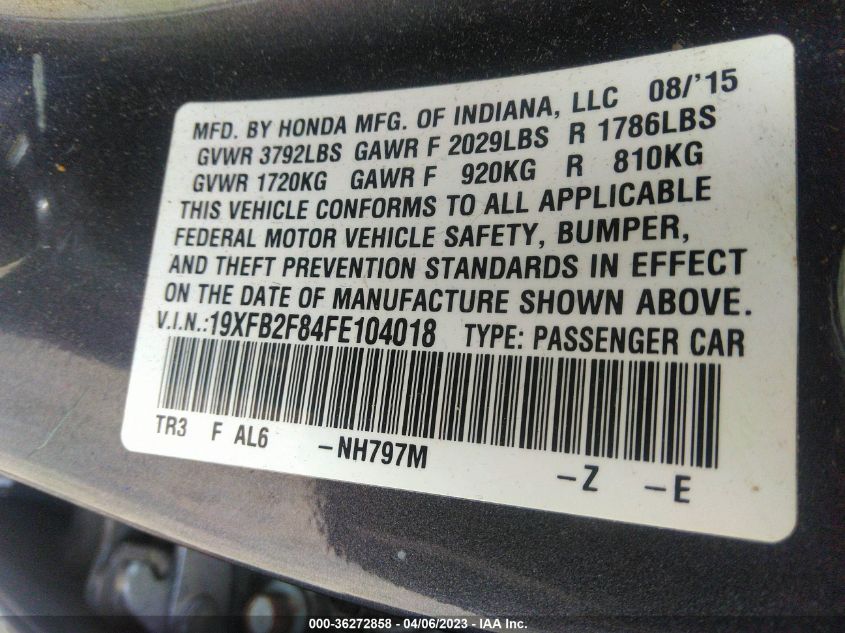 MFD. BY HONDA MFG. OF INDIANA, LLC 08/'15
GVWR 3792LBS GAWR F 2029LBS R 1786LBS
GVWR 1720KG GAWR F 920KG R 810KG
THIS VEHICLE CONFORMS TO ALL APPLICABLE
FEDERAL MOTOR VEHICLE SAFETY, BUMPER,
AND THEFT PREVENTION STANDARDS IN EFFECT
ON THE DATE OF MANUFACTURE SHOWN ABOVE.
V.I.N.:19XFB2F84FE104018 TYPE: PASSENGER CAR
TR3 F AL6 -NH797M -Z -E
000-36272858 - 04/06/2023 - IAA Inc.